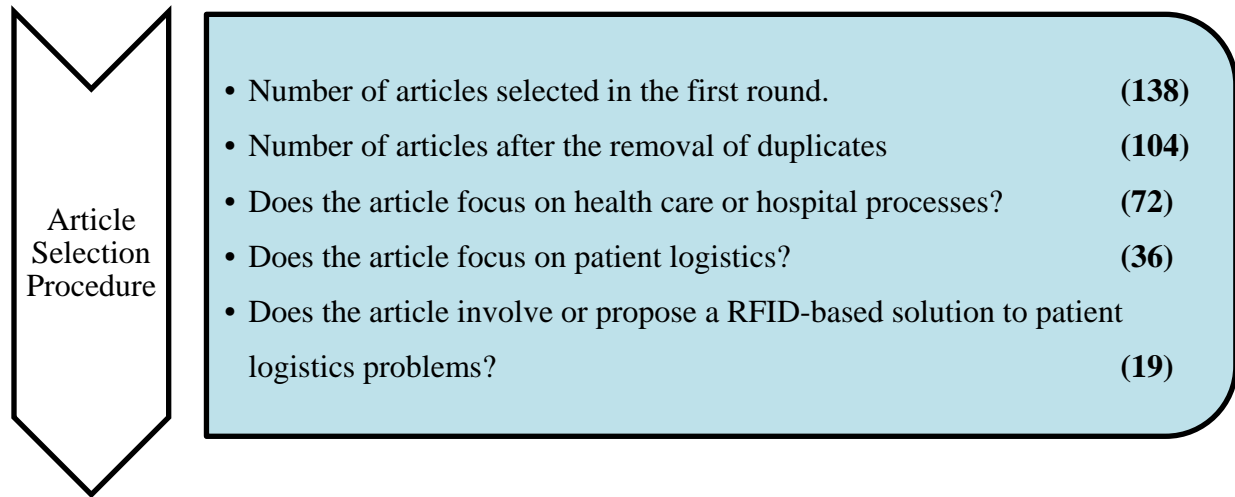 Article
Selection
Procedure
• Number of articles selected in the first round. (138)
• Number of articles after the removal of duplicates (104)
• Does the article focus on health care or hospital processes? (72)
• Does the article focus on patient logistics? (36)
• Does the article involve or propose a RFID-based solution to patient
logistics problems? (19)